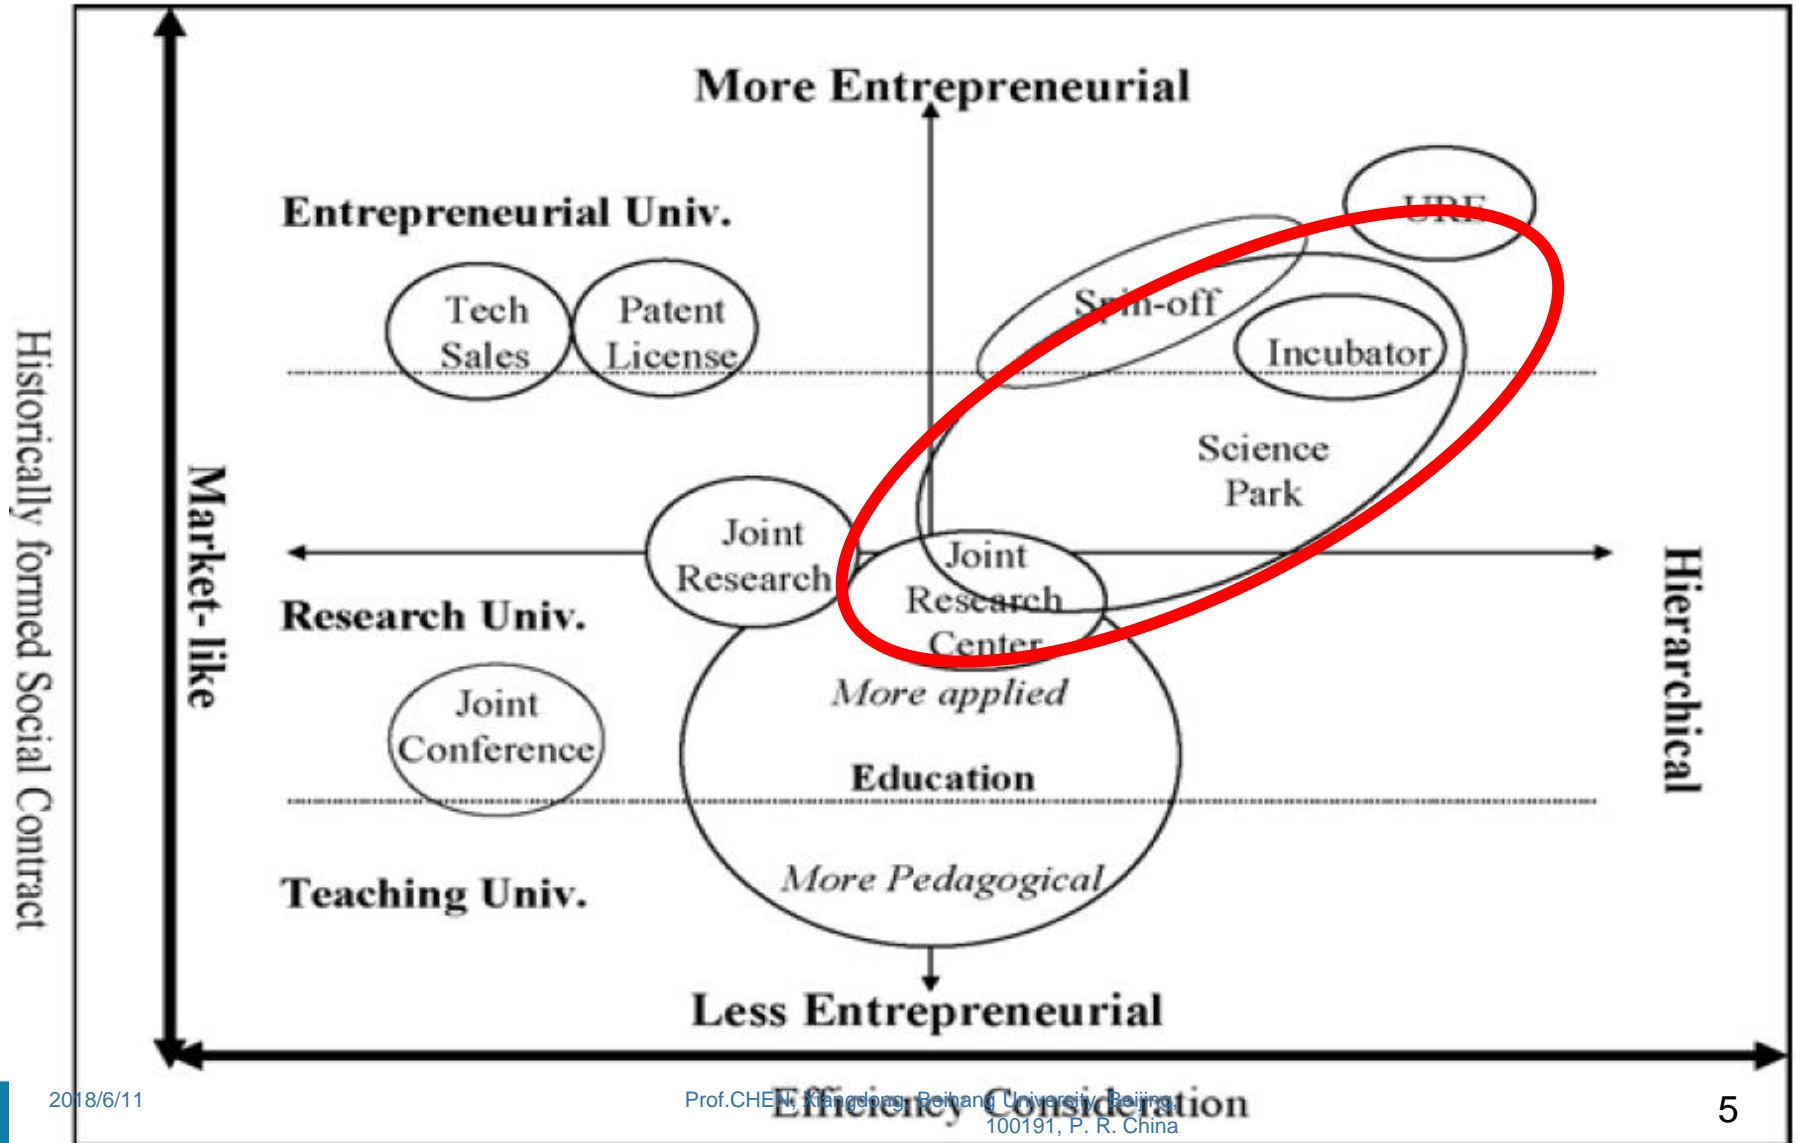 More Entrepreneurial
Entrepreneurial Univ.
URE
Tech
Sales
Patent
License
Spin-off
Incubator
Science
Park
Historically formed Social Contract
Market-like
Joint
Research
Joint
Research
Center
Hierarchical
Research Univ.
More applied
Joint
Conference
Education
Teaching Univ.
More Pedagogical
Less Entrepreneurial
Efficiency Consideration
2018/6/11
Prof.CHEN, Xiangdong, Beihang University, Beijing,
100191, P. R. China
5